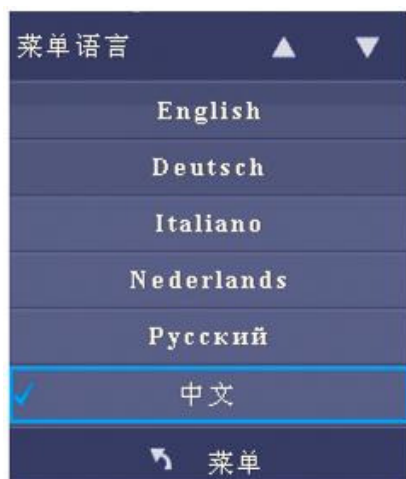 菜单语言
English
Deutsch
Italiano
Nederlands
Русский
中文
菜单